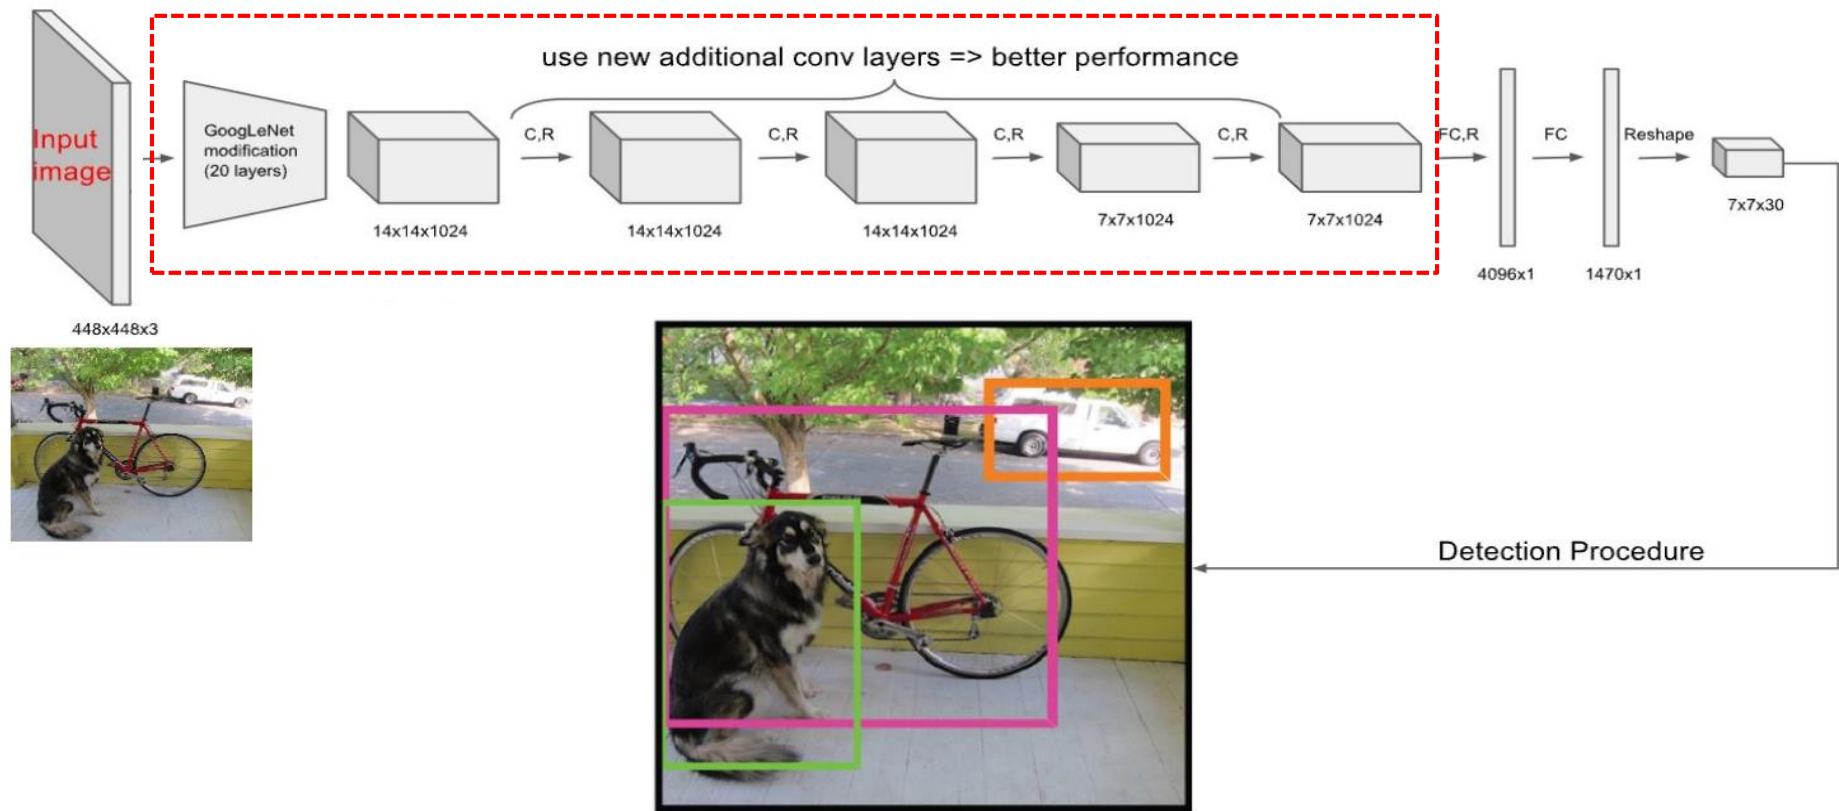 use new additional conv layers => better performance
Input
image
GoogLeNet
modification
(20 layers)
C,R
C,R
C,R
C,R
FC,R
FC
Reshape
14x14x1024
14x14x1024
14x14x1024
7x7x1024
7x7x1024
7x7x30
4096x1
1470x1
448x448x3
Detection Procedure